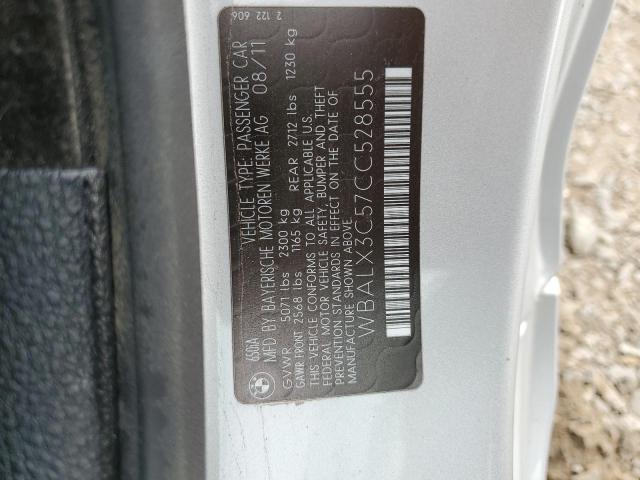 2 122 606
650iA
VEHICLE TYPE: PASSENGER CAR
MFD BY BAYERISCHE MOTOREN WERKE AG 08/11
GVWR 5071 lbs 2300 kg
GAWR:FRONT 2568 lbs 1165 kg REAR 2712 lbs 1230 kg
THIS VEHICLE CONFORMS TO ALL APPLICABLE U.S.
FEDERAL MOTOR VEHICLE SAFETY, BUMPER AND THEFT
PREVENTION STANDARDS IN EFFECT ON THE DATE OF
MANUFACTURE SHOWN ABOVE.
WBALX3C57CC528555